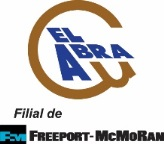 EL
ABRA
Filial de
FCX FREEPORT-McMoRAN